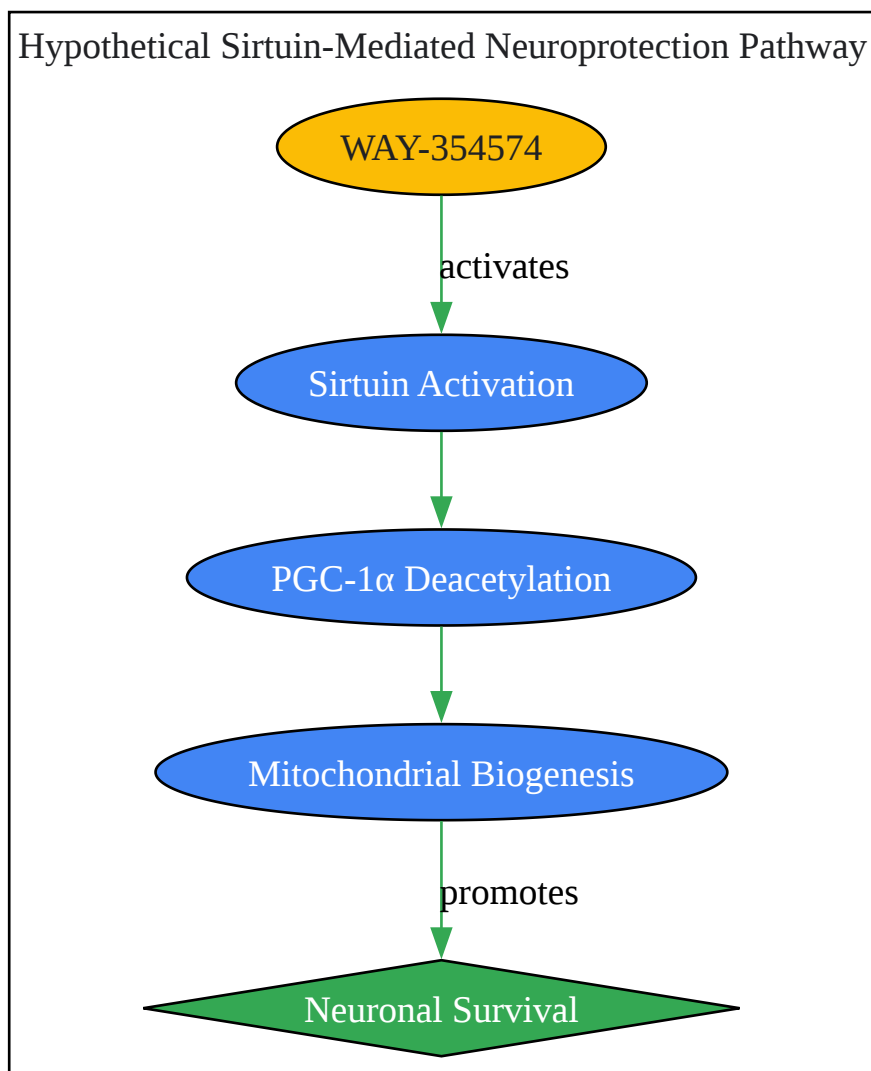 Hypothetical Sirtuin-Mediated Neuroprotection Pathway
WAY-354574
activates
Sirtuin Activation
PGC-1α Deacetylation
Mitochondrial Biogenesis
promotes
Neuronal Survival